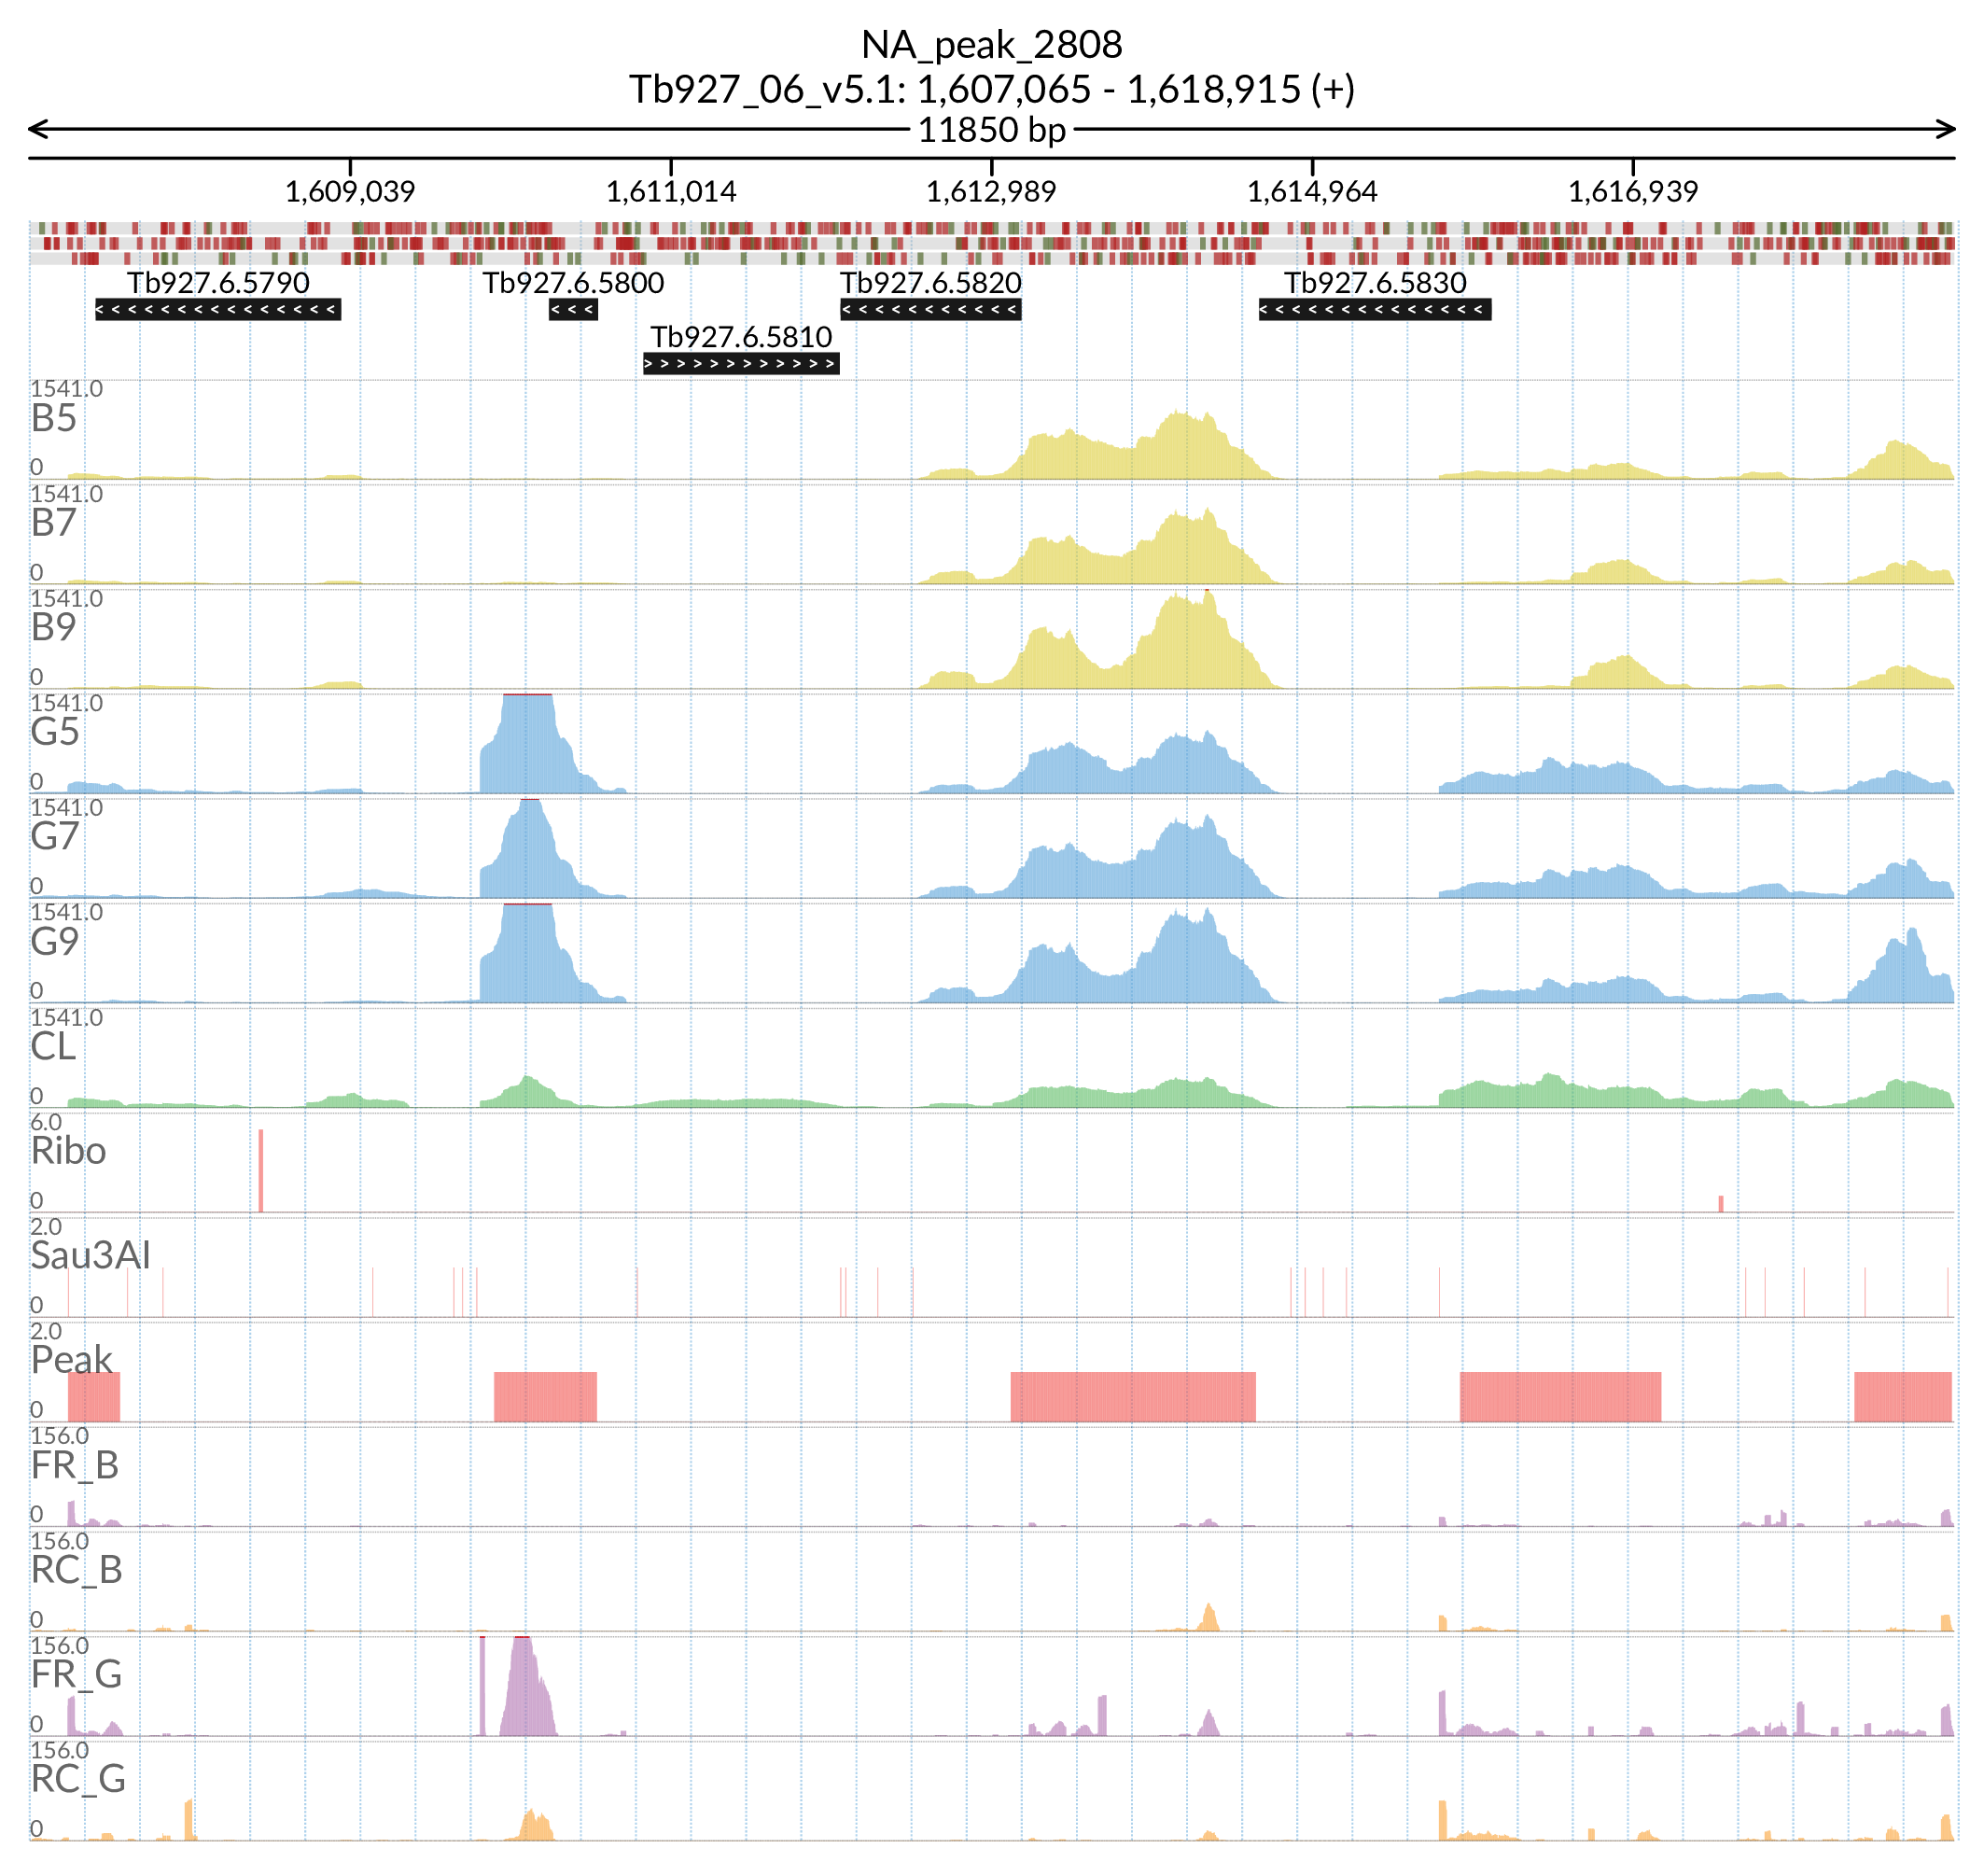 NA_peak_2808
Tb927_06_v5.1: 1,607,065 - 1,618,915 (+)
11850 bp
1,609,039 1,611,014 1,612,989 1,614,964 1,616,939
Tb927.6.5790 Tb927.6.5800 Tb927.6.5820 Tb927.6.5830
Tb927.6.5810
1541.0
B5
0
1541.0
B7
0
1541.0
B9
0
1541.0
G5
0
1541.0
G7
0
1541.0
G9
0
1541.0
CL
0
6.0
Ribo
0
2.0
Sau3AI
0
2.0
Peak
0
156.0
FR_B
0
156.0
RC_B
0
156.0
FR_G
0
156.0
RC_G
0